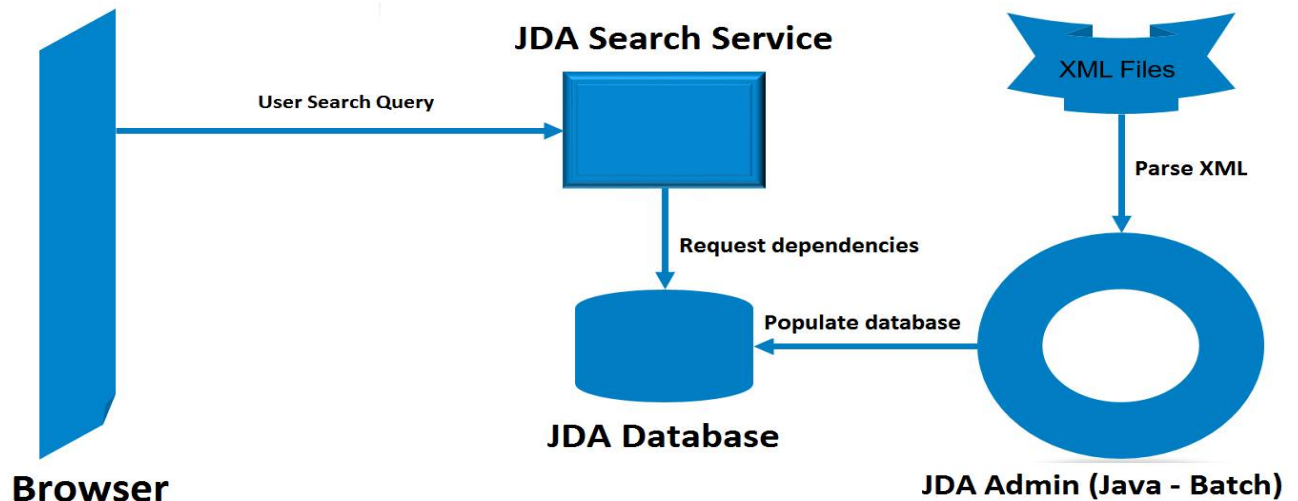 JDA Search Service
XML Files
User Search Query
Parse XML
Request dependencies
Populate database
JDA Database
Browser
JDA Admin (Java - Batch)